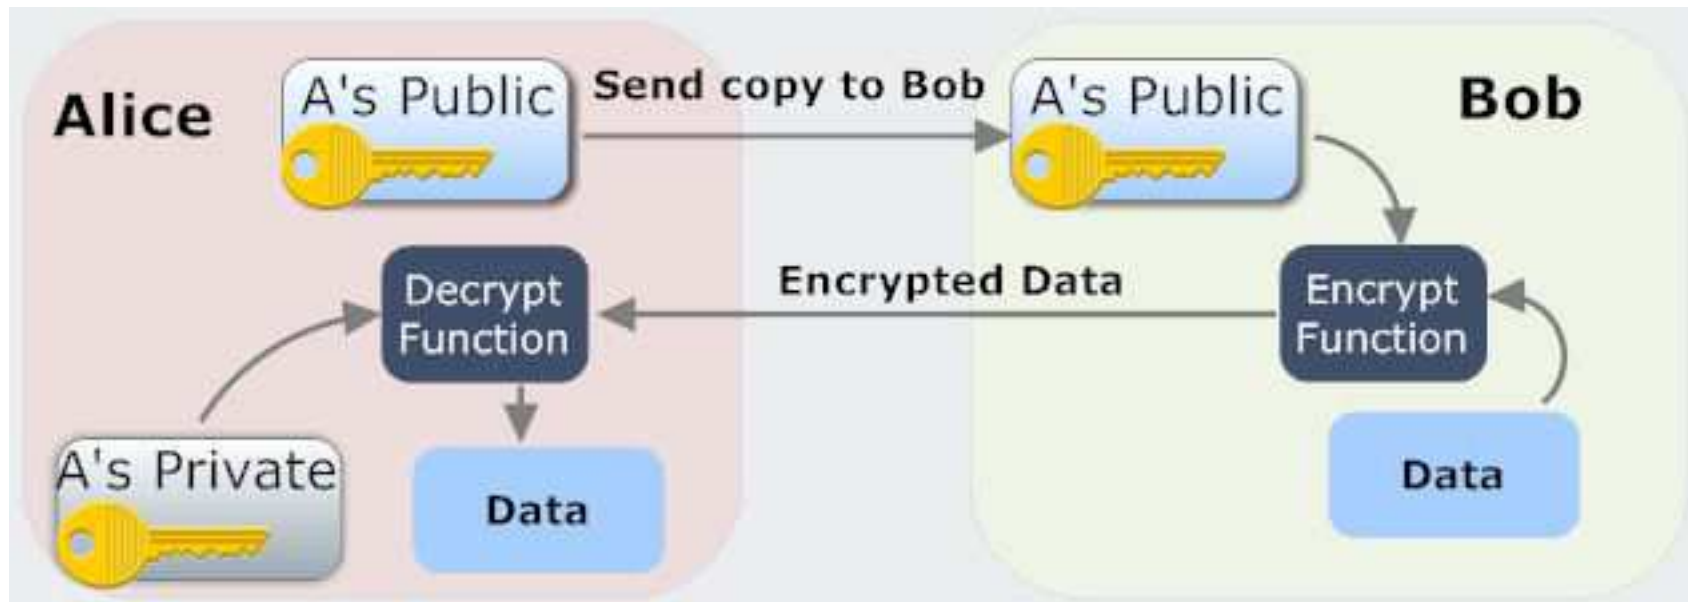 Alice
A's Public
Send copy to Bob
A's Public
Bob
Decrypt
Function
Encrypted Data
Encrypt
Function
A's Private
Data
Data